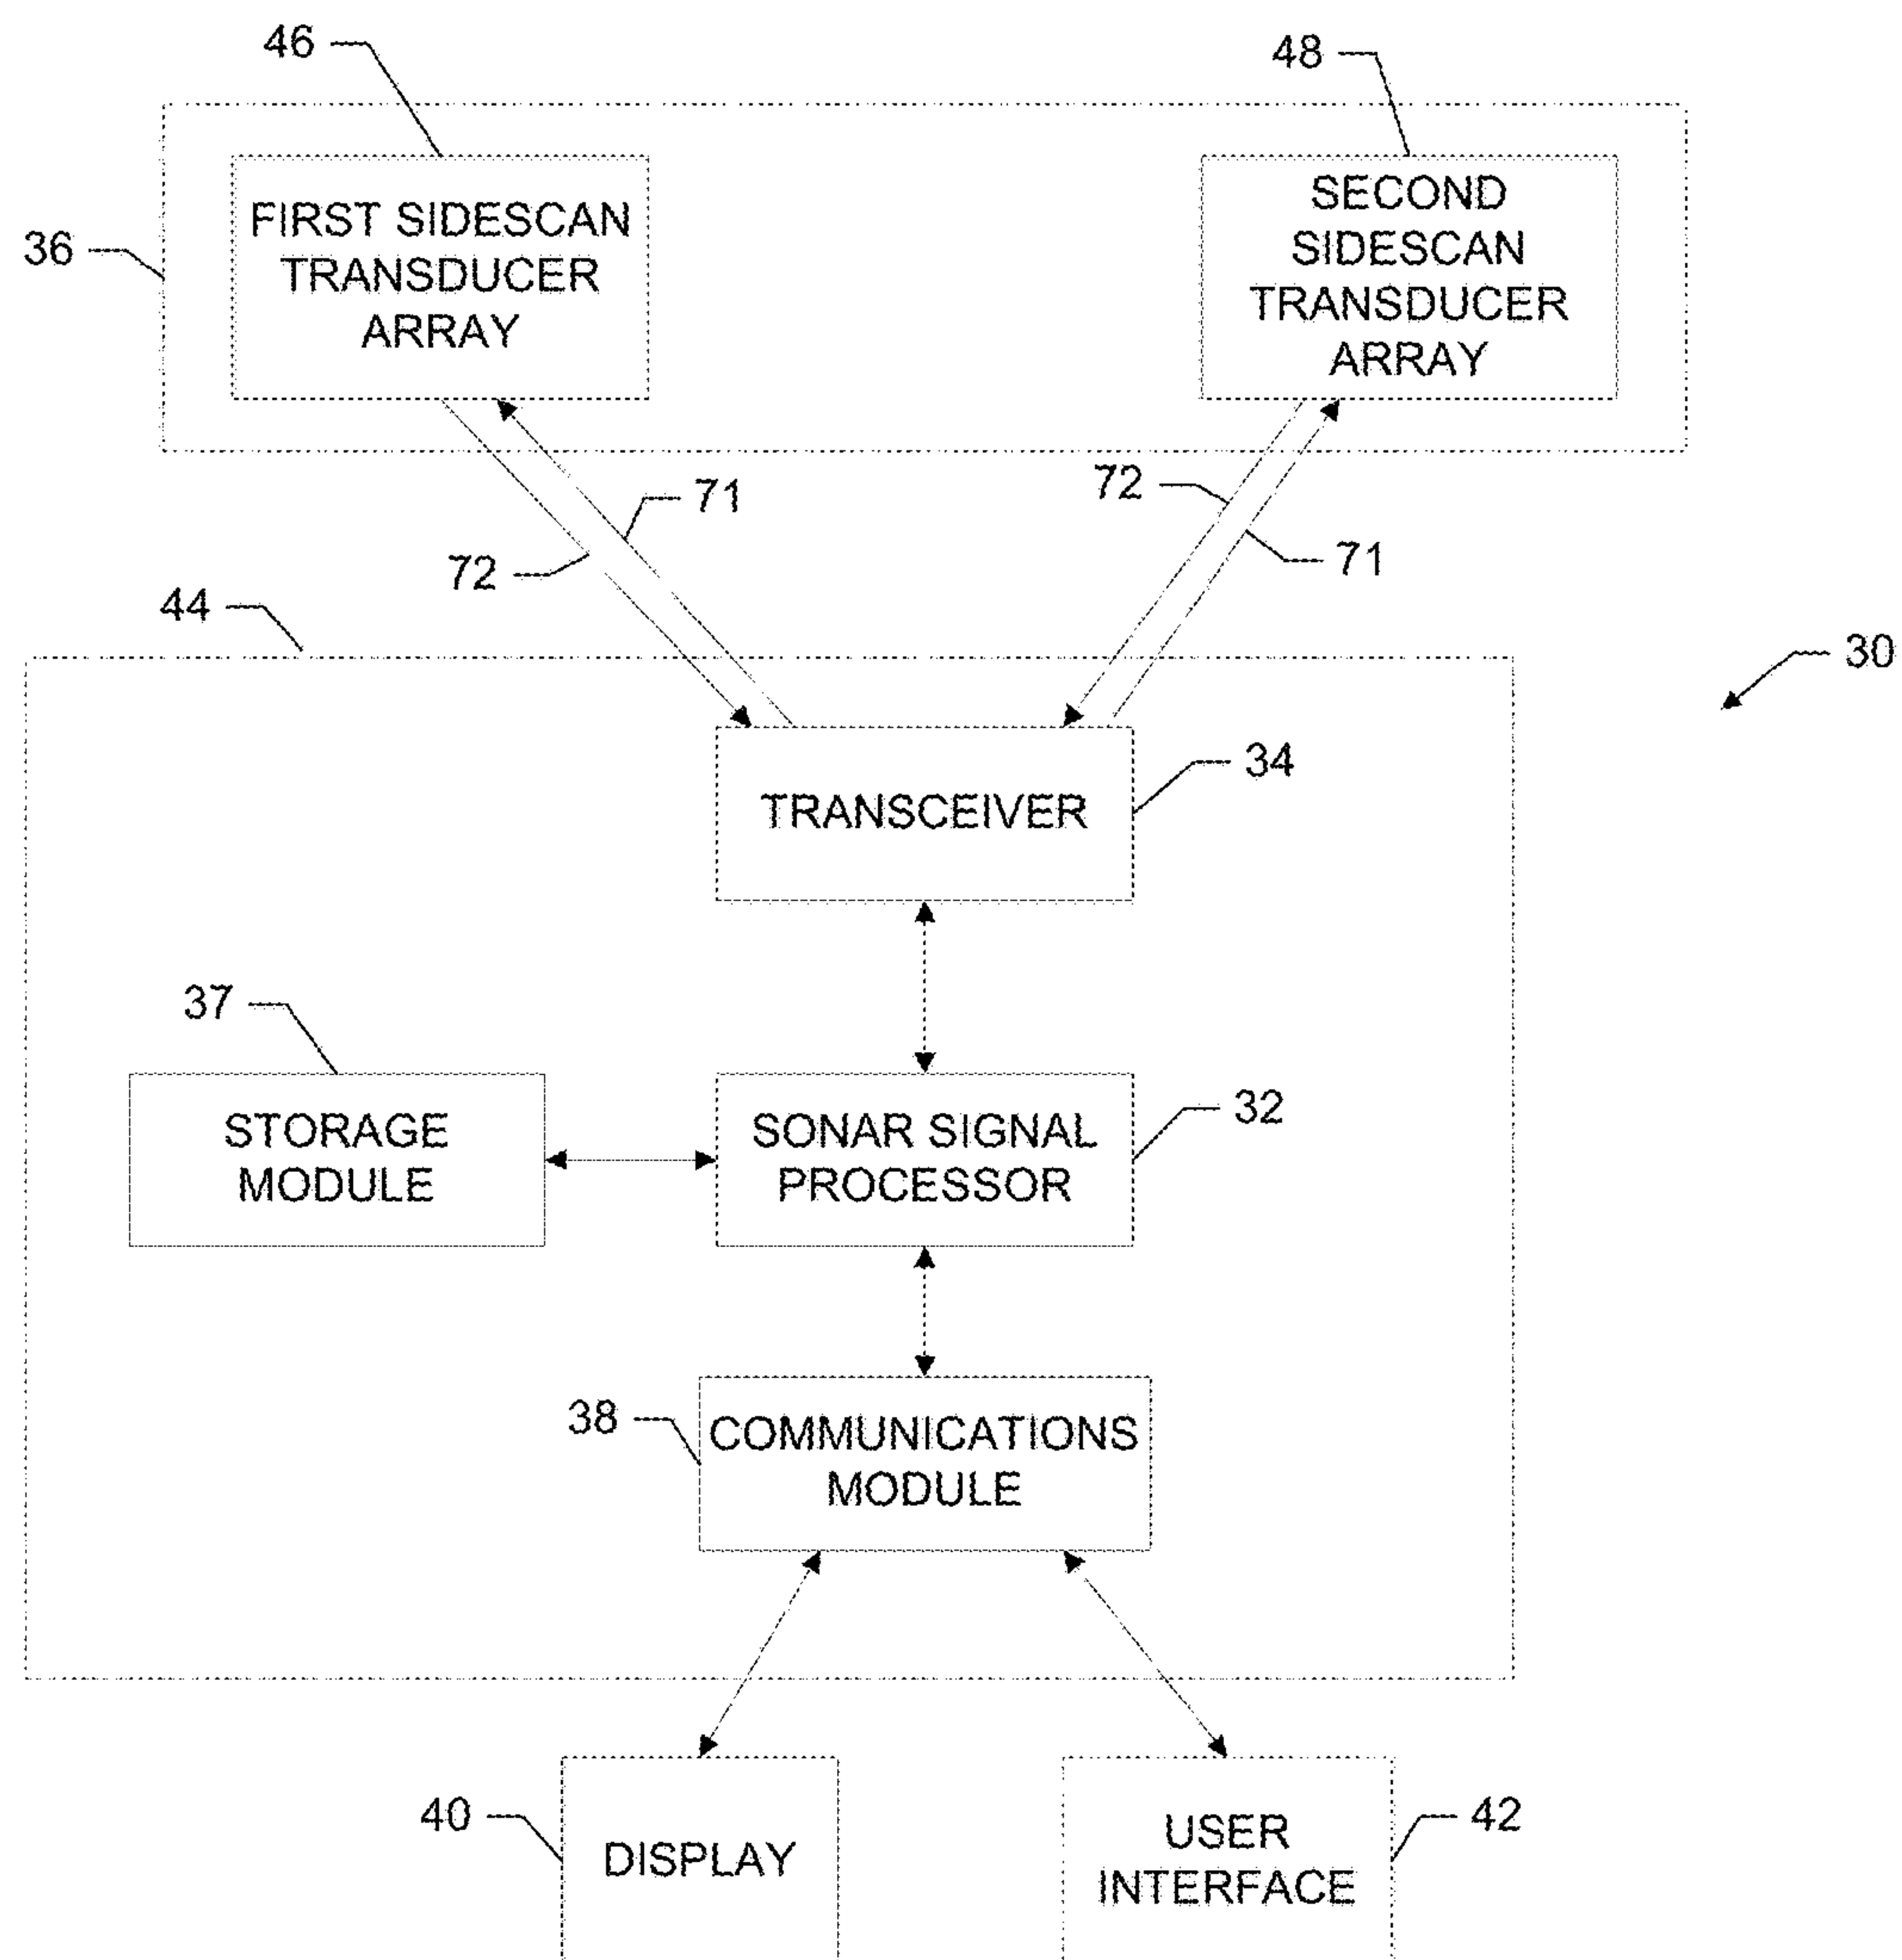 46
48
FIRST SIDESCAN
TRANSDUCER
ARRAY
SECOND
SIDESCAN
TRANSDUCER
ARRAY
36
71
72
72
71
44
30
34
TRANSCEIVER
37
STORAGE
MODULE
SONAR SIGNAL
PROCESSOR
32
38
COMMUNICATIONS
MODULE
40
DISPLAY
USER
INTERFACE
42